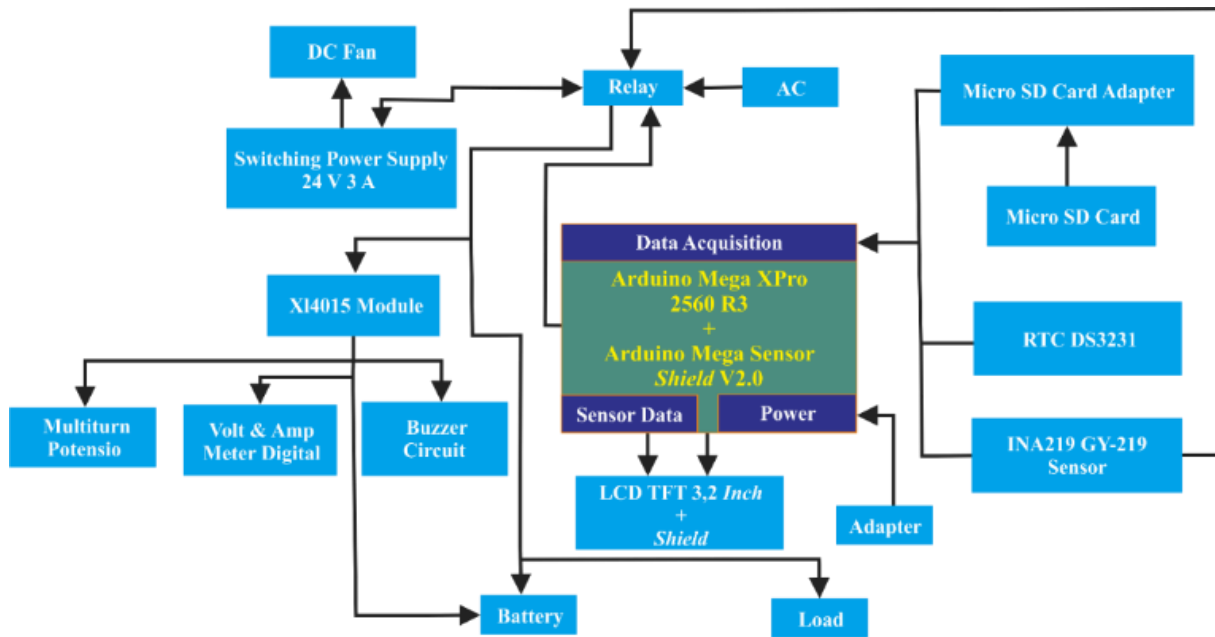 DC Fan
Relay
AC
Micro SD Card Adapter
Switching Power Supply
24 V 3 A
Micro SD Card
Data Acquisition
Arduino Mega XPro
2560 R3
+
Arduino Mega Sensor
Shield V2.0
Xl4015 Module
RTC DS3231
Sensor Data
Power
Multiturn
Potensio
Volt & Amp
Meter Digital
Buzzer
Circuit
INA219 GY-219
Sensor
LCD TFT 3,2 Inch
+
Shield
Adapter
Battery
Load